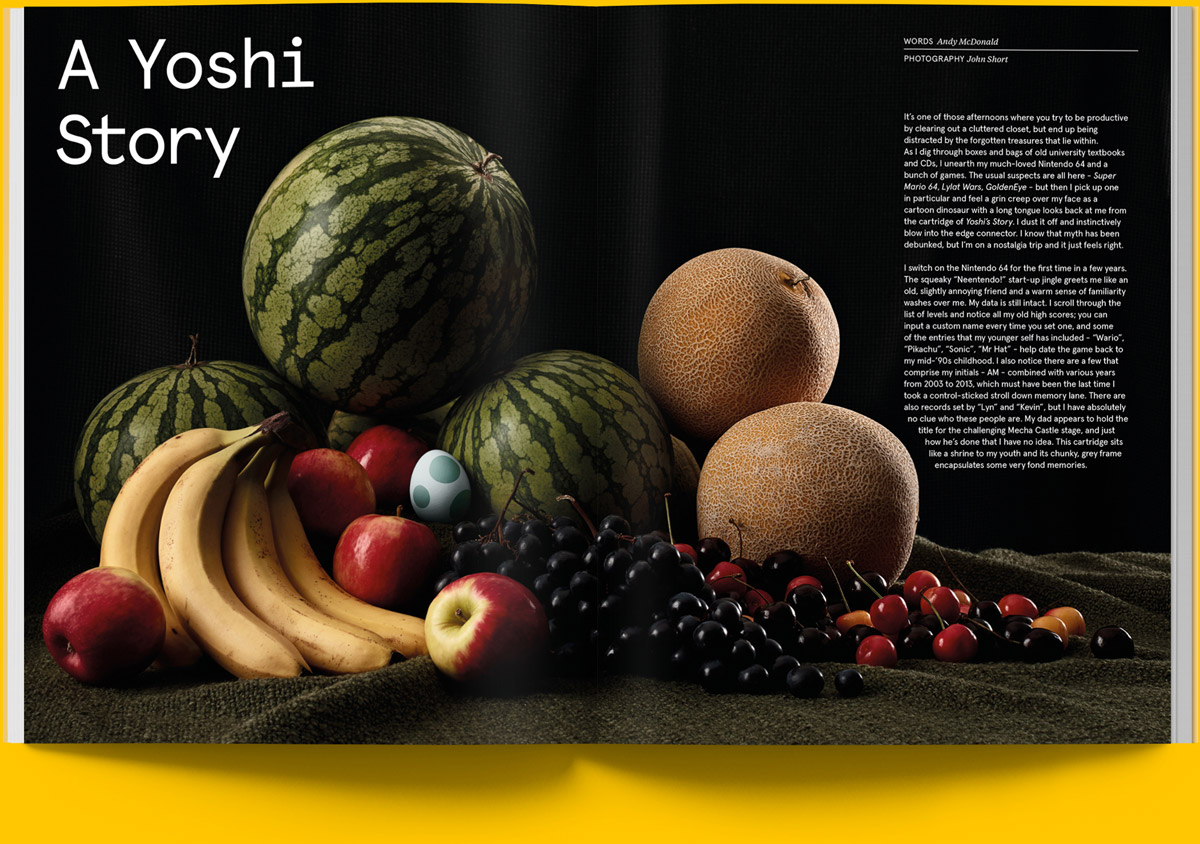 A Yoshi
Story
WORDS Andy McDonald
PHOTOGRAPHY John Short
It's one of those afternoons where you try to be productive
by clearing out a cluttered closet, but end up being
distracted by the forgotten treasures that lie within.
As I dig through boxes and bags of old university textbooks
and CDs, I unearth my much-loved Nintendo 64 and a
bunch of games. The usual suspects are all here – Super
Mario 64, Lylat Wars, GoldenEye – but then I pick up one
in particular and feel a grin creep over my face as a
cartoon dinosaur with a long tongue looks back at me from
the cartridge of Yoshi's Story. I dust it off and instinctively
blow into the edge connector. I know that myth has been
debunked, but I'm on a nostalgia trip and it just feels right.
I switch on the Nintendo 64 for the first time in a few years.
The squeaky "Neentendo!" start-up jingle greets me like an
old, slightly annoying friend and a warm sense of familiarity
washes over me. My data is still intact. I scroll through the
list of levels and notice all my old high scores; you can
input a custom name every time you set one, and some
of the entries that my younger self has included – "Wario",
"Pikachu", "Sonic", "Mr Hat" – help date the game back to
my mid-'90s childhood. I also notice there are a few that
comprise my initials – AM – combined with various years
from 2003 to 2013, which must have been the last time I
took a control-sticked stroll down memory lane. There are
also records set by "Lyn" and "Kevin", but I have absolutely
no clue who these people are. My dad appears to hold the
title for the challenging Mecha Castle stage, and just
how he's done that I have no idea. This cartridge sits
like a shrine to my youth and its chunky, grey frame
encapsulates some very fond memories.